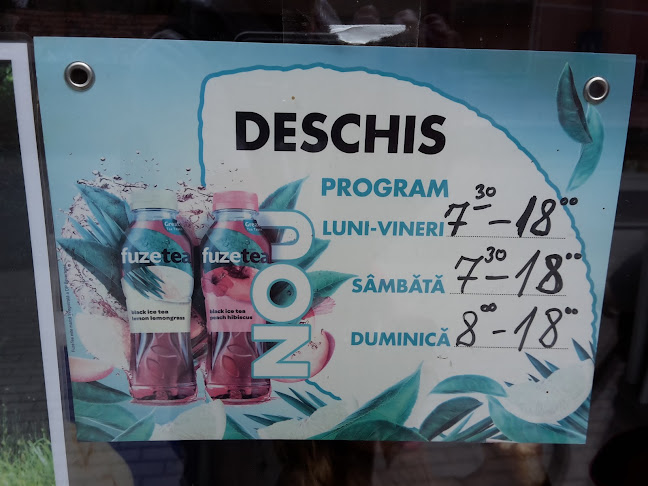 DESCHIS
PROGRAM
LUNI-VINERI 7³⁰-18⁰⁰
SÂMBĂTĂ 7³⁰-18⁰⁰
DUMINICĂ 8⁰⁰-18⁰⁰
NOU
fuzetea
black ice tea
lemon lemongrass
fuzetea
black ice tea
peach hibiscus